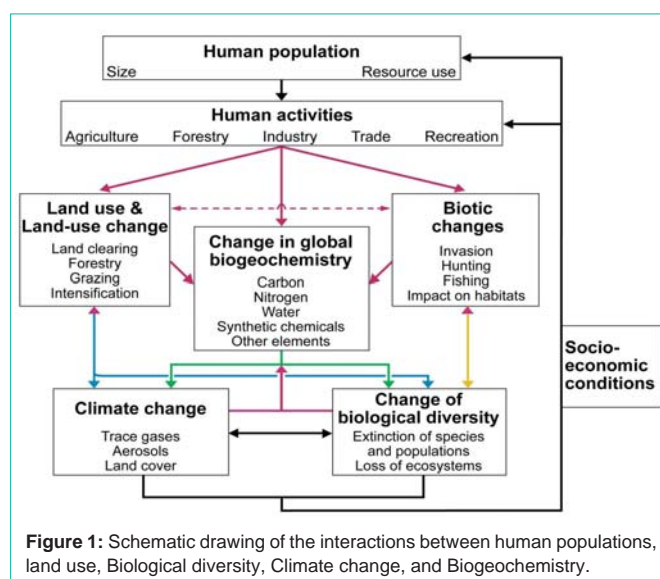 Human population
Size Resource use
Human activities
Agriculture Forestry Industry Trade Recreation
Land use &
Land-use change
Land clearing
Forestry
Grazing
Intensification
Change in global
biogeochemistry
Carbon
Nitrogen
Water
Synthetic chemicals
Other elements
Biotic
changes
Invasion
Hunting
Fishing
Impact on habitats
Socio-
economic
conditions
Climate change
Trace gases
Aerosols
Land cover
Change of
biological diversity
Extinction of species
and populations
Loss of ecosystems
Figure 1: Schematic drawing of the interactions between human populations,
land use, Biological diversity, Climate change, and Biogeochemistry.